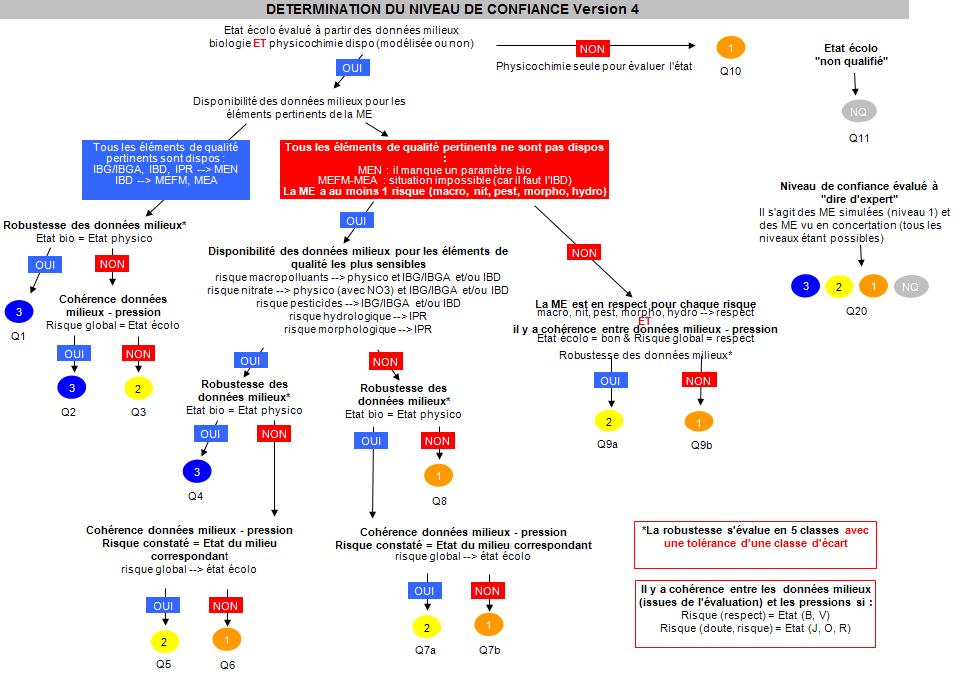 DETERMINATION DU NIVEAU DE CONFIANCE Version 4
Etat écolo évalué à partir des données milieux
biologie ET physicochimie dispo (modélisée ou non)
NON
1
Q10
Physicochimie seule pour évaluer l'état
OUI
Etat écolo
"non qualifié"
NQ
Q11
Disponibilité des données milieux pour les
éléments pertinents de la ME
Tous les éléments de qualité
pertinents sont dispos :
IBG/IBGA, IBD, IPR --> MEN
IBD --> MEFM, MEA
Tous les éléments de qualité pertinents ne sont pas dispos
:
MEN : il manque un paramètre bio
MEFM-MEA : situation impossible (car il faut l'IBD)
La ME a au moins 1 risque (macro, nit, pest, morpho, hydro)
Niveau de confiance évalué à
"dire d'expert"
Il s'agit des ME simulées (niveau 1) et
des ME vu en concertation (tous les
niveaux étant possibles)
3
2
1
NQ
Q20
Robustesse des données milieux*
Etat bio = Etat physico
OUI
NON
3
Q1
Cohérence données
milieux - pression
Risque global = Etat écolo
OUI
NON
3
2
Q2
Q3
OUI
NON
Disponibilité des données milieux pour les éléments de
qualité les plus sensibles
risque macropolluants --> physico et IBG/IBGA et/ou IBD
risque nitrate --> physico (avec NO3) et IBG/IBGA et/ou IBD
risque pesticides --> IBG/IBGA et/ou IBD
risque hydrologique --> IPR
risque morphologique --> IPR
La ME est en respect pour chaque risque
macro, nit, pest, morpho, hydro --> respect
ET
il y a cohérence entre données milieux - pression
Etat écolo = bon & Risque global = respect
Robustesse des données milieux*
OUI
NON
2
1
Q9a
Q9b
OUI
NON
Robustesse des
données milieux*
Etat bio = Etat physico
OUI
NON
3
Q4
Robustesse des
données milieux*
Etat bio = Etat physico
OUI
NON
1
Q8
Cohérence données milieux - pression
Risque constaté = Etat du milieu
correspondant
risque global --> état écolo
OUI
NON
2
1
Q5
Q6
Cohérence données milieux - pression
Risque constaté = Etat du milieu correspondant
risque global --> état écolo
OUI
NON
2
1
Q7a
Q7b
*La robustesse s'évalue en 5 classes avec
une tolérance d'une classe d'écart
Il y a cohérence entre les données milieux
(issues de l'évaluation) et les pressions si :
Risque (respect) = Etat (B, V)
Risque (doute, risque) = Etat (J, O, R)